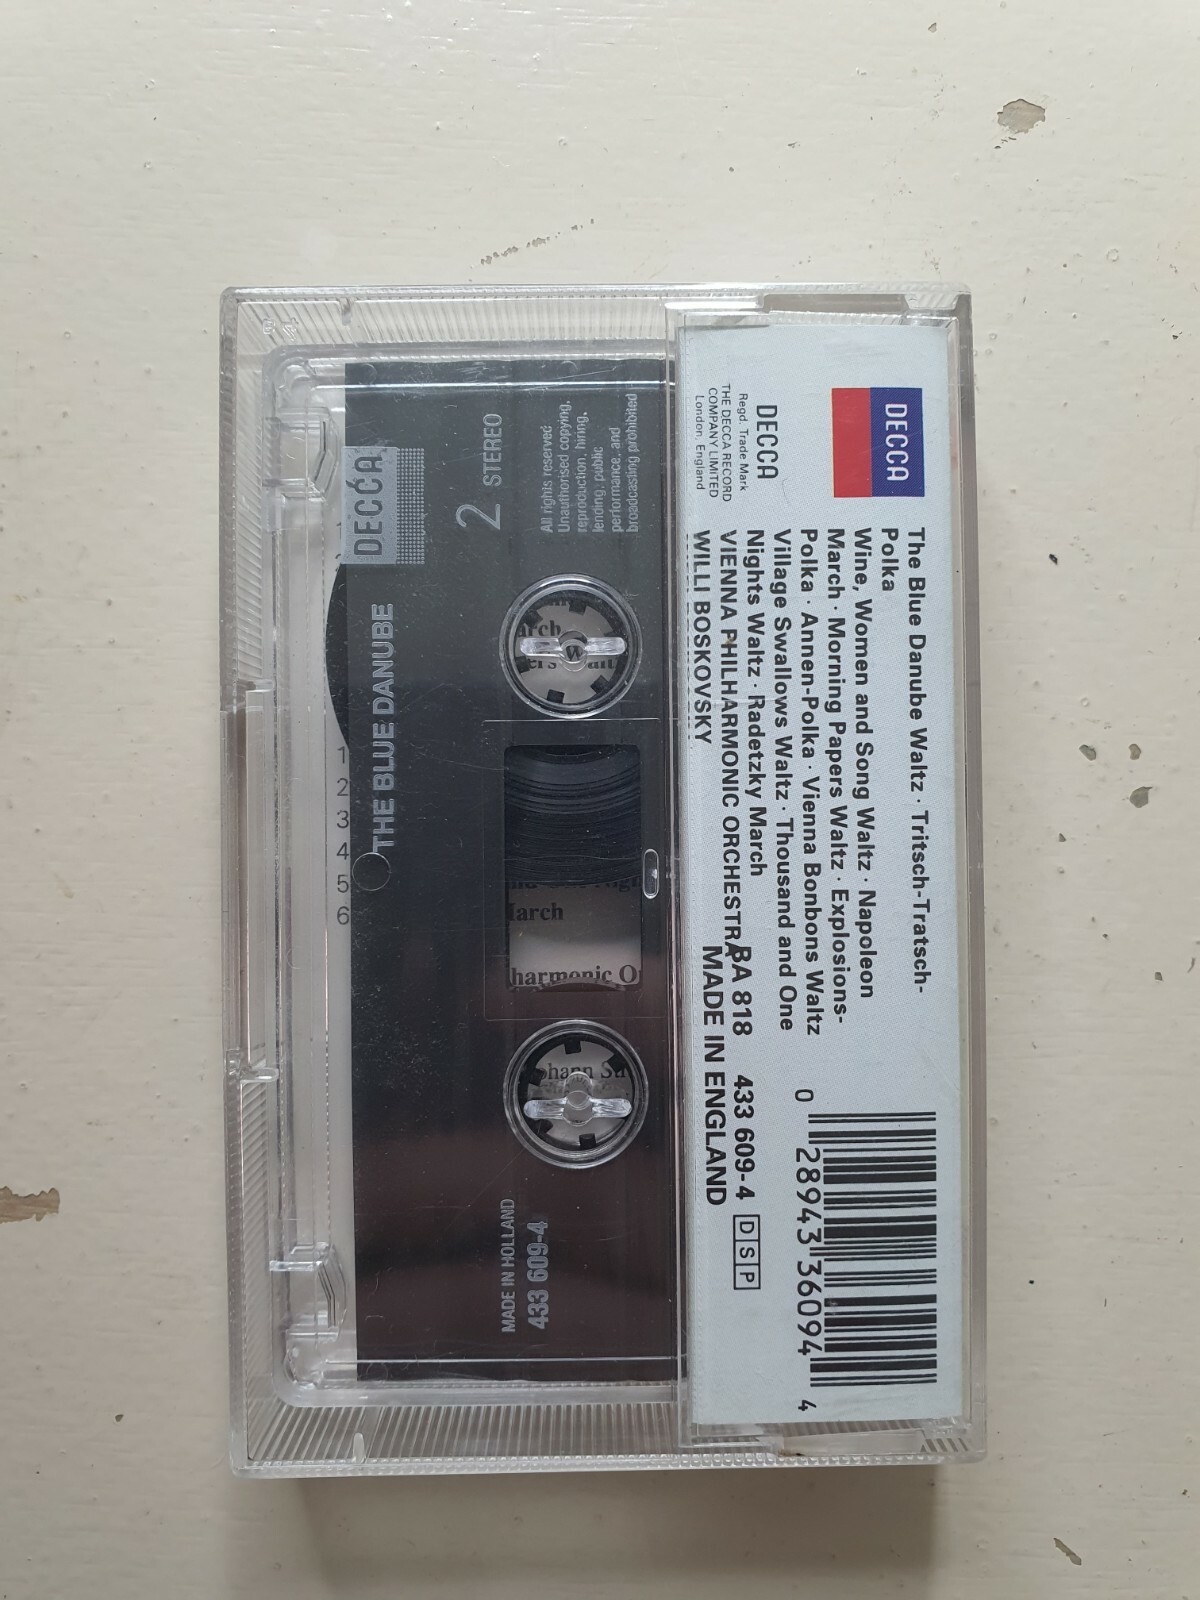 DECCA
The Blue Danube Waltz · Tritsch-Tratsch-
Polka
Wine, Women and Song Waltz · Napoleon
March · Morning Papers Waltz · Explosions-
Polka · Annen-Polka · Vienna Bonbons Waltz
Village Swallows Waltz · Thousand and One
Nights Waltz · Radetzky March
VIENNA PHILHARMONIC ORCHESTRA
WILLI BOSKOVSKY
DECCA
Regd. Trade Mark
THE DECCA RECORD
COMPANY LIMITED
London, England
BA 818 433 609-4 DSP
MADE IN ENGLAND
0 28943 36094 4
2 STEREO
All rights reserved
Unauthorised copying,
reproduction, hiring,
lending, public
performance, and
broadcasting prohibited
DECCA
THE BLUE DANUBE
1
2
3
4
5
6
March
harmonic
MADE IN HOLLAND
433 609-4